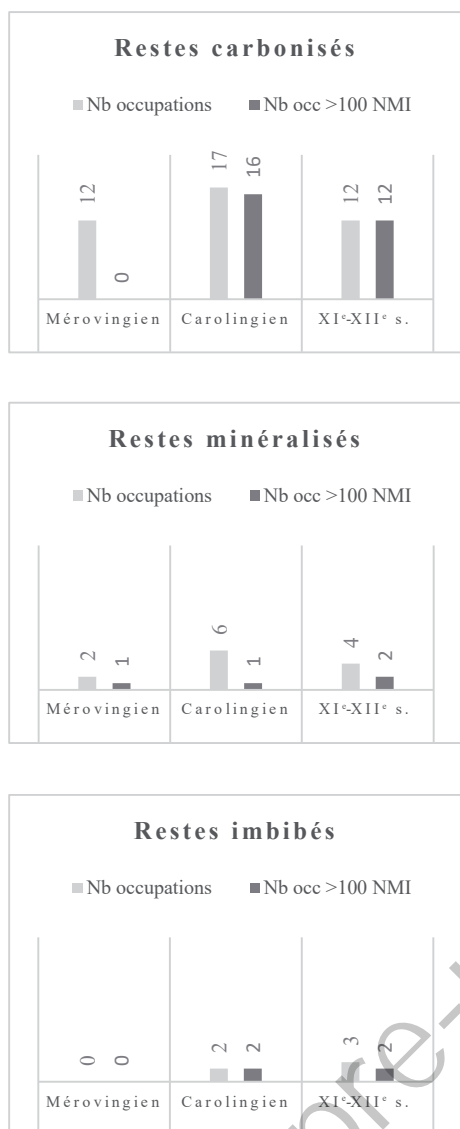 Restes carbonisés
Nb occupations Nb occ >100 NMI
12 0 17 16 12 12
Mérovingien Carolingien XIᵉ-XIIᵉ s.
Restes minéralisés
Nb occupations Nb occ >100 NMI
2 1 6 1 4 2
Mérovingien Carolingien XIᵉ-XIIᵉ s.
Restes imbibés
Nb occupations Nb occ >100 NMI
0 0 2 2 3 2
Mérovingien Carolingien XIᵉ-XIIᵉ s.
pre-